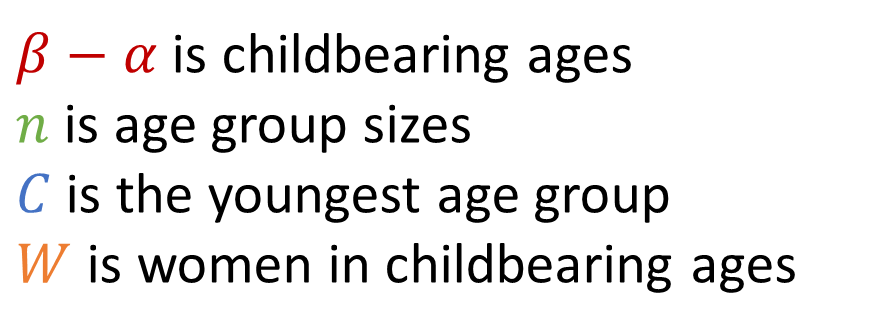 β − α is childbearing ages
n is age group sizes
C is the youngest age group
W is women in childbearing ages